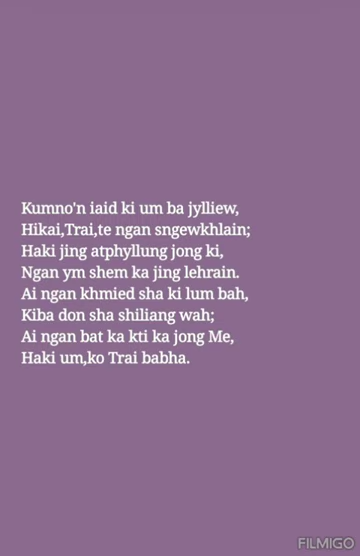 Kumno'n iaid ki um ba jylliew,
Hikai,Trai,te ngan sngewkhlain;
Haki jing atphyllung jong ki,
Ngan ym shem ka jing lehrain.
Ai ngan khmied sha ki lum bah,
Kiba don sha shiliang wah;
Ai ngan bat ka kti ka jong Me,
Haki um,ko Trai babha.
FILMIGO